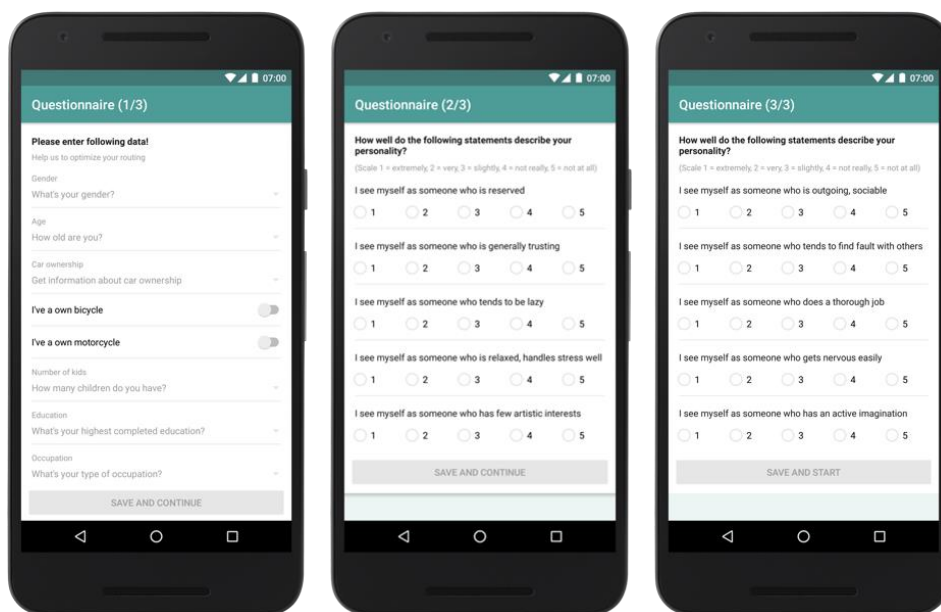 07:00
Questionnaire (1/3)
Please enter following data!
Help us to optimize your routing
Gender
What's your gender?
Age
How old are you?
Car ownership
Get information about car ownership
I've a own bicycle
I've a own motorcycle
Number of kids
How many children do you have?
Education
What's your highest completed education?
Occupation
What's your type of occupation?
SAVE AND CONTINUE
07:00
Questionnaire (2/3)
How well do the following statements describe your
personality?
(Scale 1 = extremely, 2 = very, 3 = slightly, 4 = not really, 5 = not at all)
I see myself as someone who is reserved
1 2 3 4 5
I see myself as someone who is generally trusting
1 2 3 4 5
I see myself as someone who tends to be lazy
1 2 3 4 5
I see myself as someone who is relaxed, handles stress well
1 2 3 4 5
I see myself as someone who has few artistic interests
1 2 3 4 5
SAVE AND CONTINUE
07:00
Questionnaire (3/3)
How well do the following statements describe your
personality?
(Scale 1 = extremely, 2 = very, 3 = slightly, 4 = not really, 5 = not at all)
I see myself as someone who is outgoing, sociable
1 2 3 4 5
I see myself as someone who tends to find fault with others
1 2 3 4 5
I see myself as someone who does a thorough job
1 2 3 4 5
I see myself as someone who gets nervous easily
1 2 3 4 5
I see myself as someone who has an active imagination
1 2 3 4 5
SAVE AND START